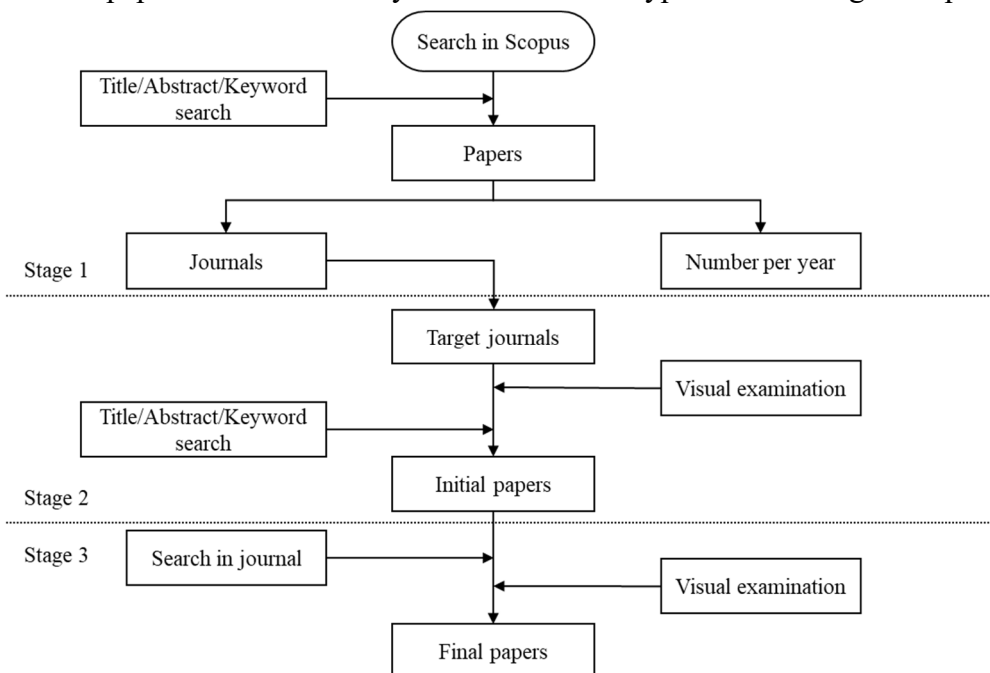 Search in Scopus
Title/Abstract/Keyword
search
Papers
Journals
Number per year
Stage 1
Target journals
Visual examination
Title/Abstract/Keyword
search
Initial papers
Stage 2
Stage 3
Search in journal
Visual examination
Final papers